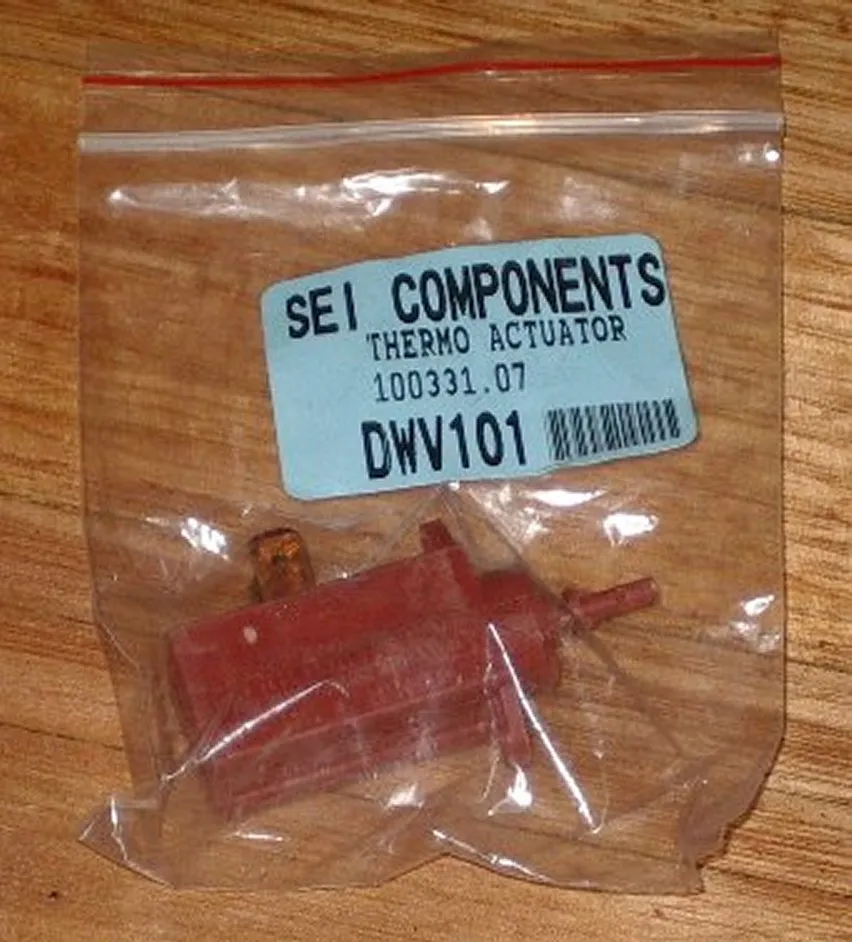 SEI COMPONENTS
THERMO ACTUATOR
100331.07
DWV101